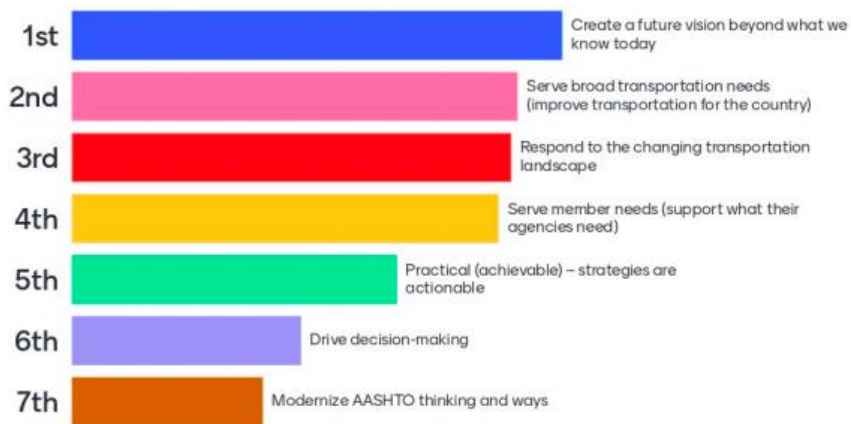 1st
Create a future vision beyond what we
know today
2nd
Serve broad transportation needs
(improve transportation for the country)
3rd
Respond to the changing transportation
landscape
4th
Serve member needs (support what their
agencies need)
5th
Practical (achievable) – strategies are
actionable
6th
Drive decision-making
7th
Modernize AASHTO thinking and ways